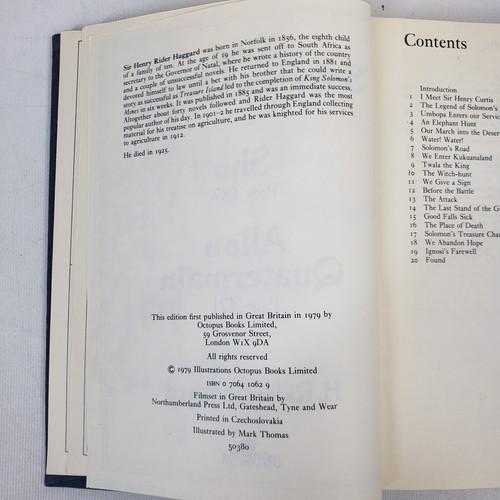 Sir Henry Rider Haggard was born in Norfolk in 1856, the eighth child
of a family of ten. At the age of 19 he was sent off to South Africa as
secretary to the Governor of Natal, where he wrote a history of the country
and a couple of unsuccessful novels. He returned to England in 1881 and
devoted himself to law until a bet with his brother that he could write a
story as successful as Treasure Island led to the completion of King Solomon's
Mines in six weeks. It was published in 1885 and was an immediate success.
Altogether about forty novels followed and Rider Haggard was the most
popular author of his day. In 1901-2 he travelled through England collecting
material for his treatise on agriculture, and he was knighted for his services
to agriculture in 1912.
He died in 1925.
This edition first published in Great Britain in 1979 by
Octopus Books Limited,
59 Grosvenor Street,
London W1X 9DA
All rights reserved
© 1979 Illustrations Octopus Books Limited
ISBN 0 7064 1062 9
Filmset in Great Britain by
Northumberland Press Ltd, Gateshead, Tyne and Wear
Printed in Czechoslovakia
Illustrated by Mark Thomas
50380
Contents
Introduction
1 I Meet Sir Henry Curtis
2 The Legend of Solomon's
3 Umbopa Enters our Servic
4 An Elephant Hunt
5 Our March into the Deser
6 Water! Water!
7 Solomon's Road
8 We Enter Kukuanaland
9 Twala the King
10 The Witch-hunt
11 We Give a Sign
12 Before the Battle
13 The Attack
14 The Last Stand of the G
15 Good Falls Sick
16 The Place of Death
17 Solomon's Treasure Cha
18 We Abandon Hope
19 Ignosi's Farewell
20 Found